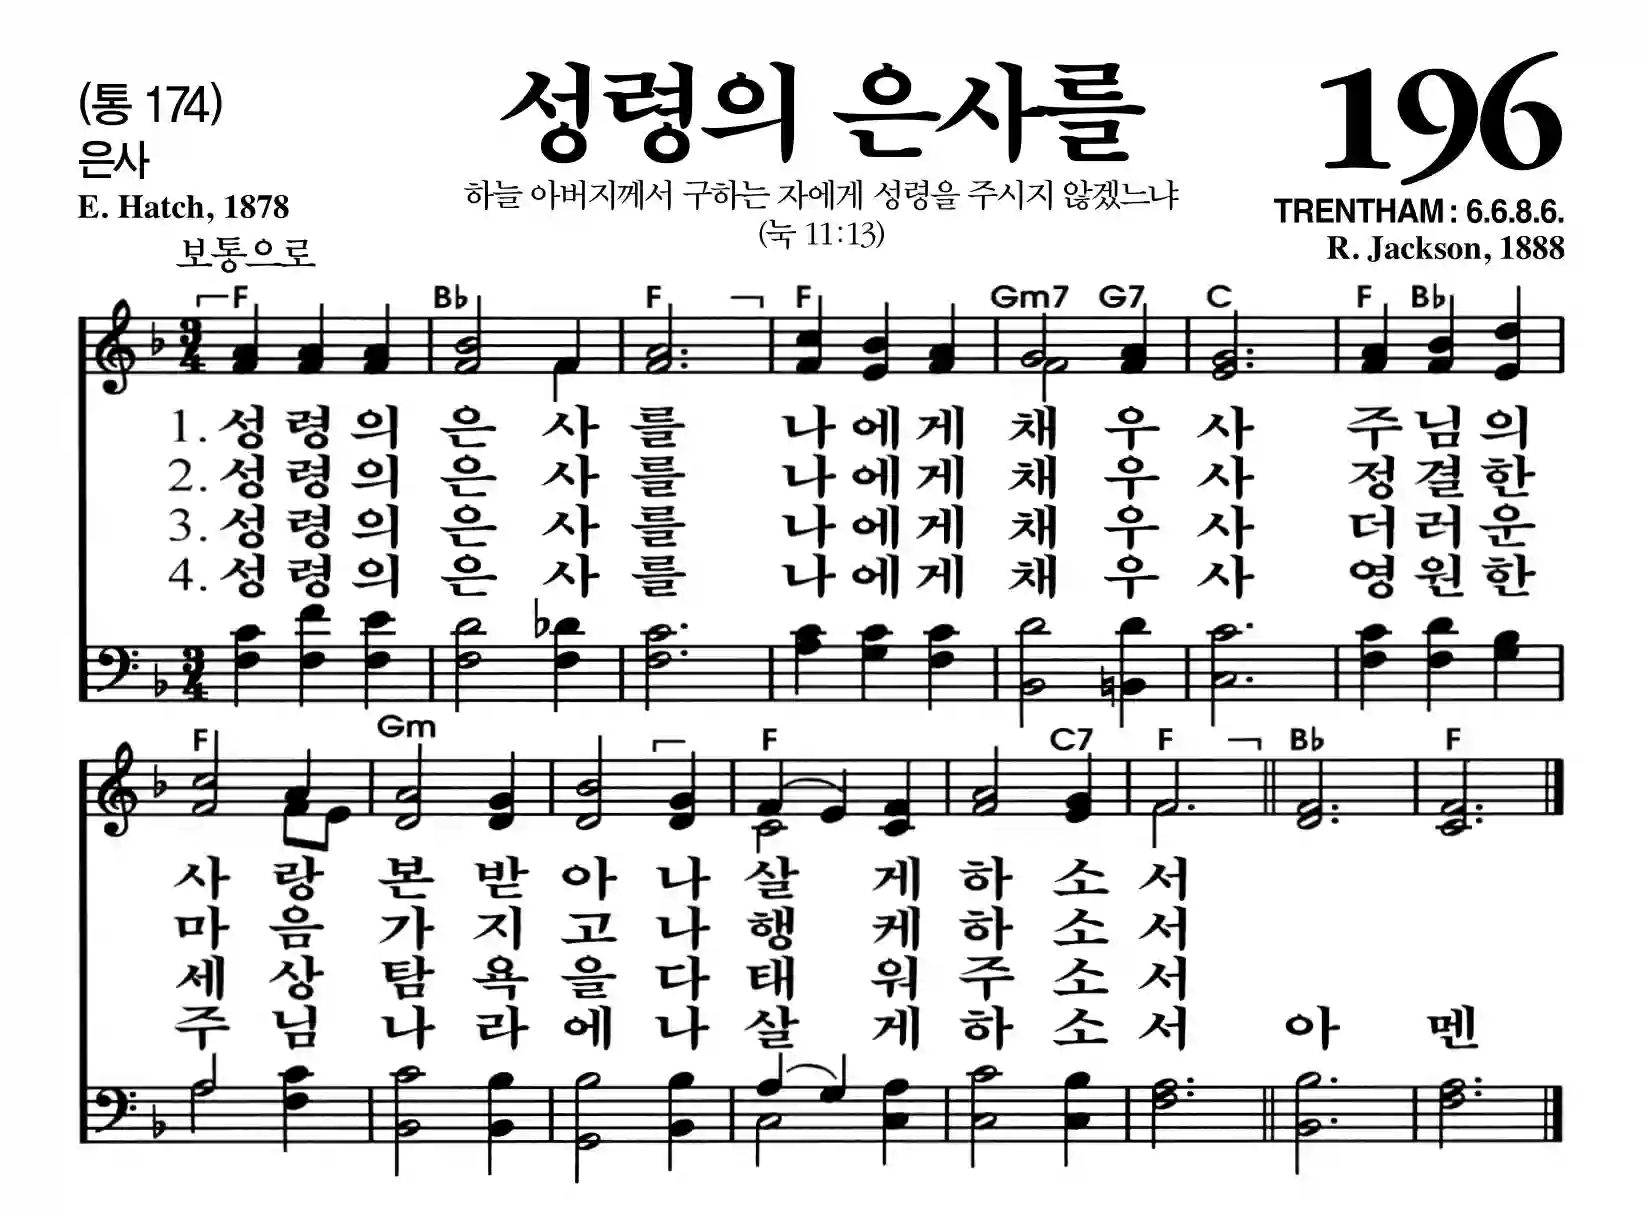 (통 174)
은사
E. Hatch, 1878
보통으로
성령의 은사를
하늘 아버지께서 구하는 자에게 성령을 주시지 않겠느냐
(눅 11:13)
196
TRENTHAM : 6.6.8.6.
R. Jackson, 1888
F B♭ F F Gm7 G7 C F B♭
1. 성 령 의 은 사 를 나 에 게 채 우 사 주 님 의
2. 성 령 의 은 사 를 나 에 게 채 우 사 정 결 한
3. 성 령 의 은 사 를 나 에 게 채 우 사 더 러 운
4. 성 령 의 은 사 를 나 에 게 채 우 사 영 원 한
F Gm F C7 F B♭ F
사 랑 본 받 아 나 살 게 하 소 서
마 음 가 지 고 나 행 케 하 소 서
세 상 탐 욕 을 다 태 워 주 소 서
주 님 나 라 에 나 살 게 하 소 서 아 멘